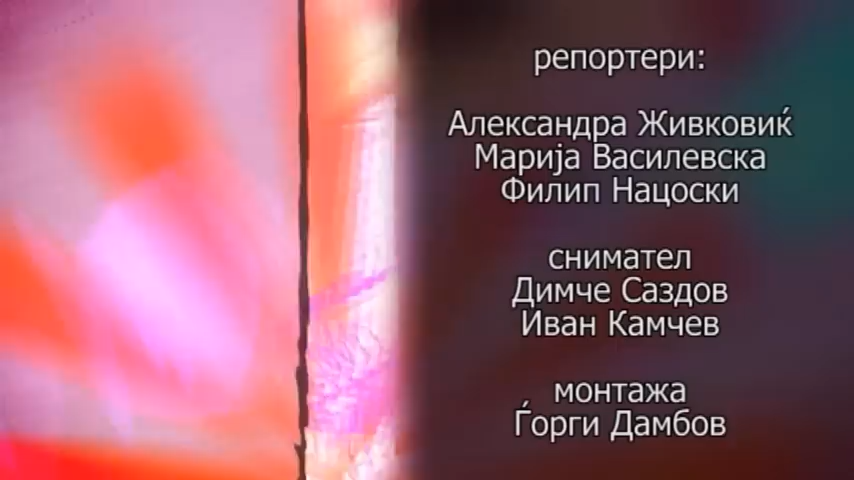 репортери:
Александра Живковиќ
Марија Василевска
Филип Нацоски
снимател
Димче Саздов
Иван Камчев
монтажа
Ѓорги Дамбов